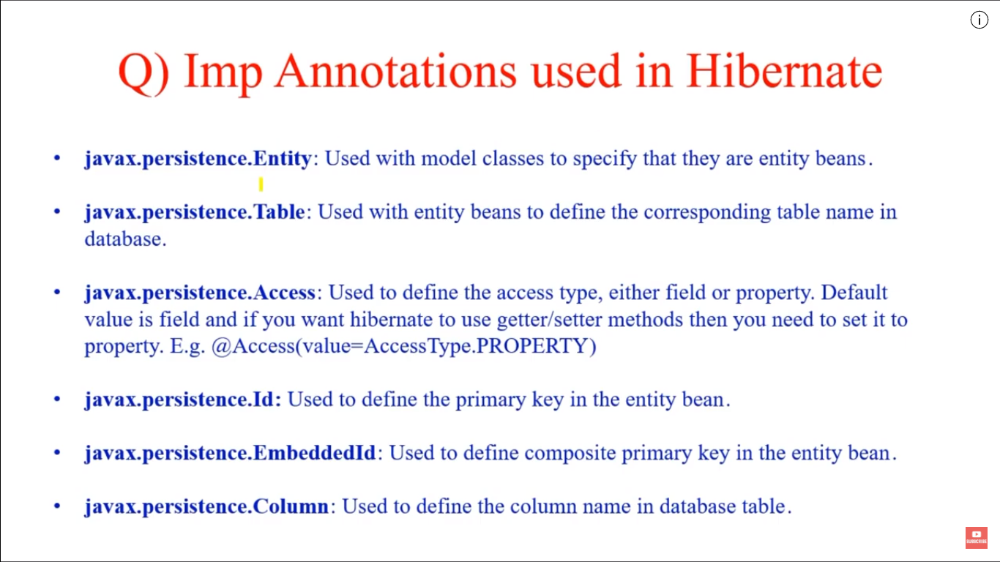 Q) Imp Annotations used in Hibernate
• javax.persistence.Entity: Used with model classes to specify that they are entity beans.
• javax.persistence.Table: Used with entity beans to define the corresponding table name in
database.
• javax.persistence.Access: Used to define the access type, either field or property. Default
value is field and if you want hibernate to use getter/setter methods then you need to set it to
property. E.g. @Access(value=AccessType.PROPERTY)
• javax.persistence.Id: Used to define the primary key in the entity bean.
• javax.persistence.EmbeddedId: Used to define composite primary key in the entity bean.
• javax.persistence.Column: Used to define the column name in database table.
SUBSCRIBE